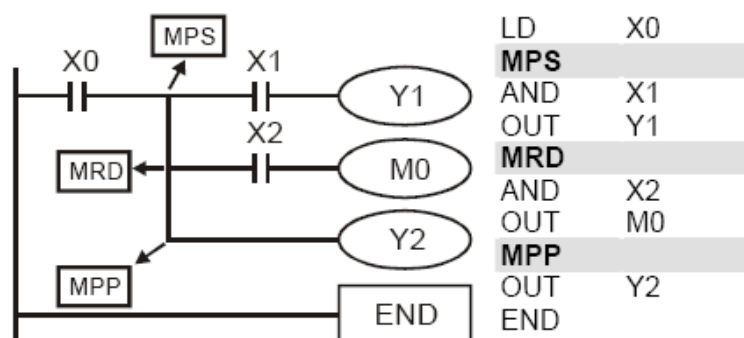 MPS
X0 X1
Y1
X2
MRD
M0
Y2
MPP
END
LD X0
MPS
AND X1
OUT Y1
MRD
AND X2
OUT M0
MPP
OUT Y2
END